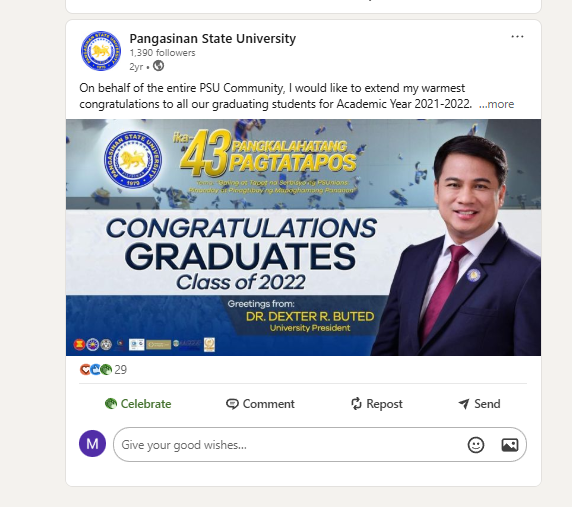 Pangasinan State University
1,390 followers
2yr •
On behalf of the entire PSU Community, I would like to extend my warmest
congratulations to all our graduating students for Academic Year 2021-2022. ...more
PANGASINAN STATE UNIVERSITY
1979
ika-
43 PANGKALAHATANG
PAGTATAPOS
CONGRATULATIONS
GRADUATES
Class of 2022
Greetings from:
DR. DEXTER R. BUTED
University President
29
Celebrate
Comment
Repost
Send
M
Give your good wishes...